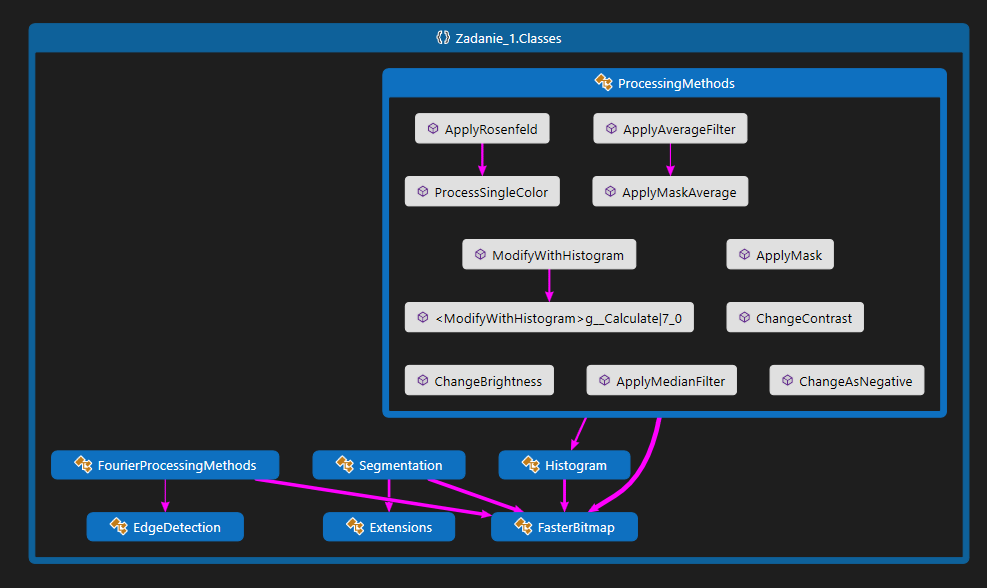 Zadanie_1.Classes
ProcessingMethods
ApplyRosenfeld
ApplyAverageFilter
ProcessSingleColor
ApplyMaskAverage
ModifyWithHistogram
ApplyMask
<ModifyWithHistogram>g__Calculate|7_0
ChangeContrast
ChangeBrightness
ApplyMedianFilter
ChangeAsNegative
FourierProcessingMethods
Segmentation
Histogram
EdgeDetection
Extensions
FasterBitmap